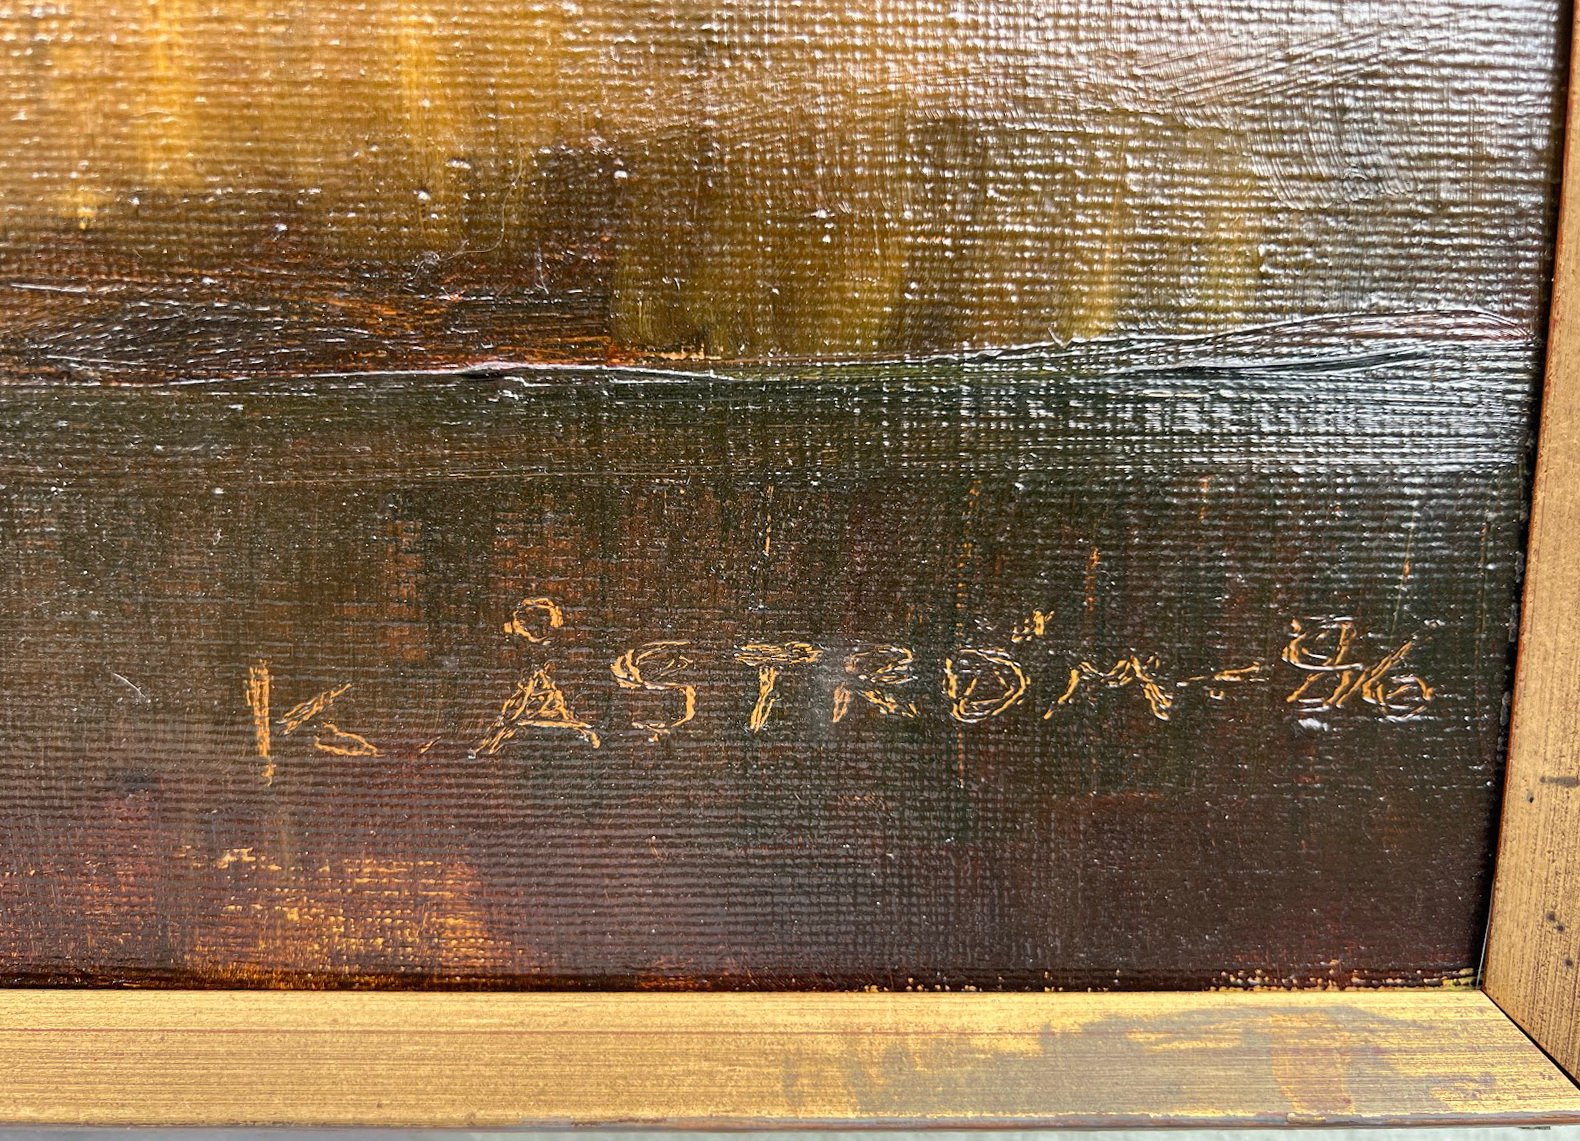 K. ÅSTRÖM - 96